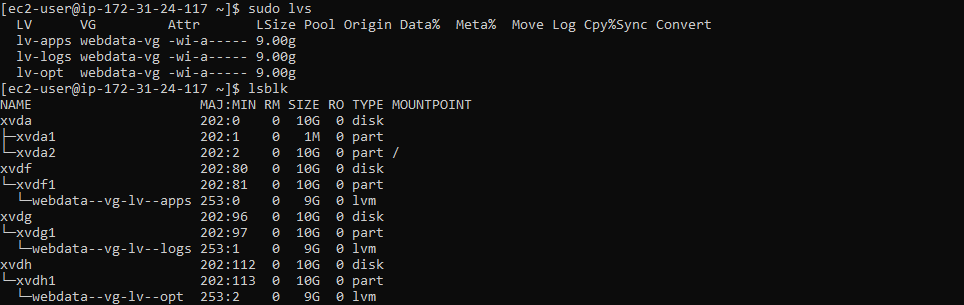 [ec2-user@ip-172-31-24-117 ~]$ sudo lvs
  LV      VG         Attr       LSize Pool Origin Data%  Meta%  Move Log Cpy%Sync Convert
  lv-apps webdata-vg -wi-a----- 9.00g
  lv-logs webdata-vg -wi-a----- 9.00g
  lv-opt  webdata-vg -wi-a----- 9.00g
[ec2-user@ip-172-31-24-117 ~]$ lsblk
NAME                     MAJ:MIN RM SIZE RO TYPE MOUNTPOINT
xvda                     202:0    0  10G  0 disk
├─xvda1                  202:1    0   1M  0 part
└─xvda2                  202:2    0  10G  0 part /
xvdf                     202:80   0  10G  0 disk
└─xvdf1                  202:81   0  10G  0 part
  └─webdata--vg-lv--apps 253:0    0   9G  0 lvm
xvdg                     202:96   0  10G  0 disk
└─xvdg1                  202:97   0  10G  0 part
  └─webdata--vg-lv--logs 253:1    0   9G  0 lvm
xvdh                     202:112  0  10G  0 disk
└─xvdh1                  202:113  0  10G  0 part
  └─webdata--vg-lv--opt  253:2    0   9G  0 lvm